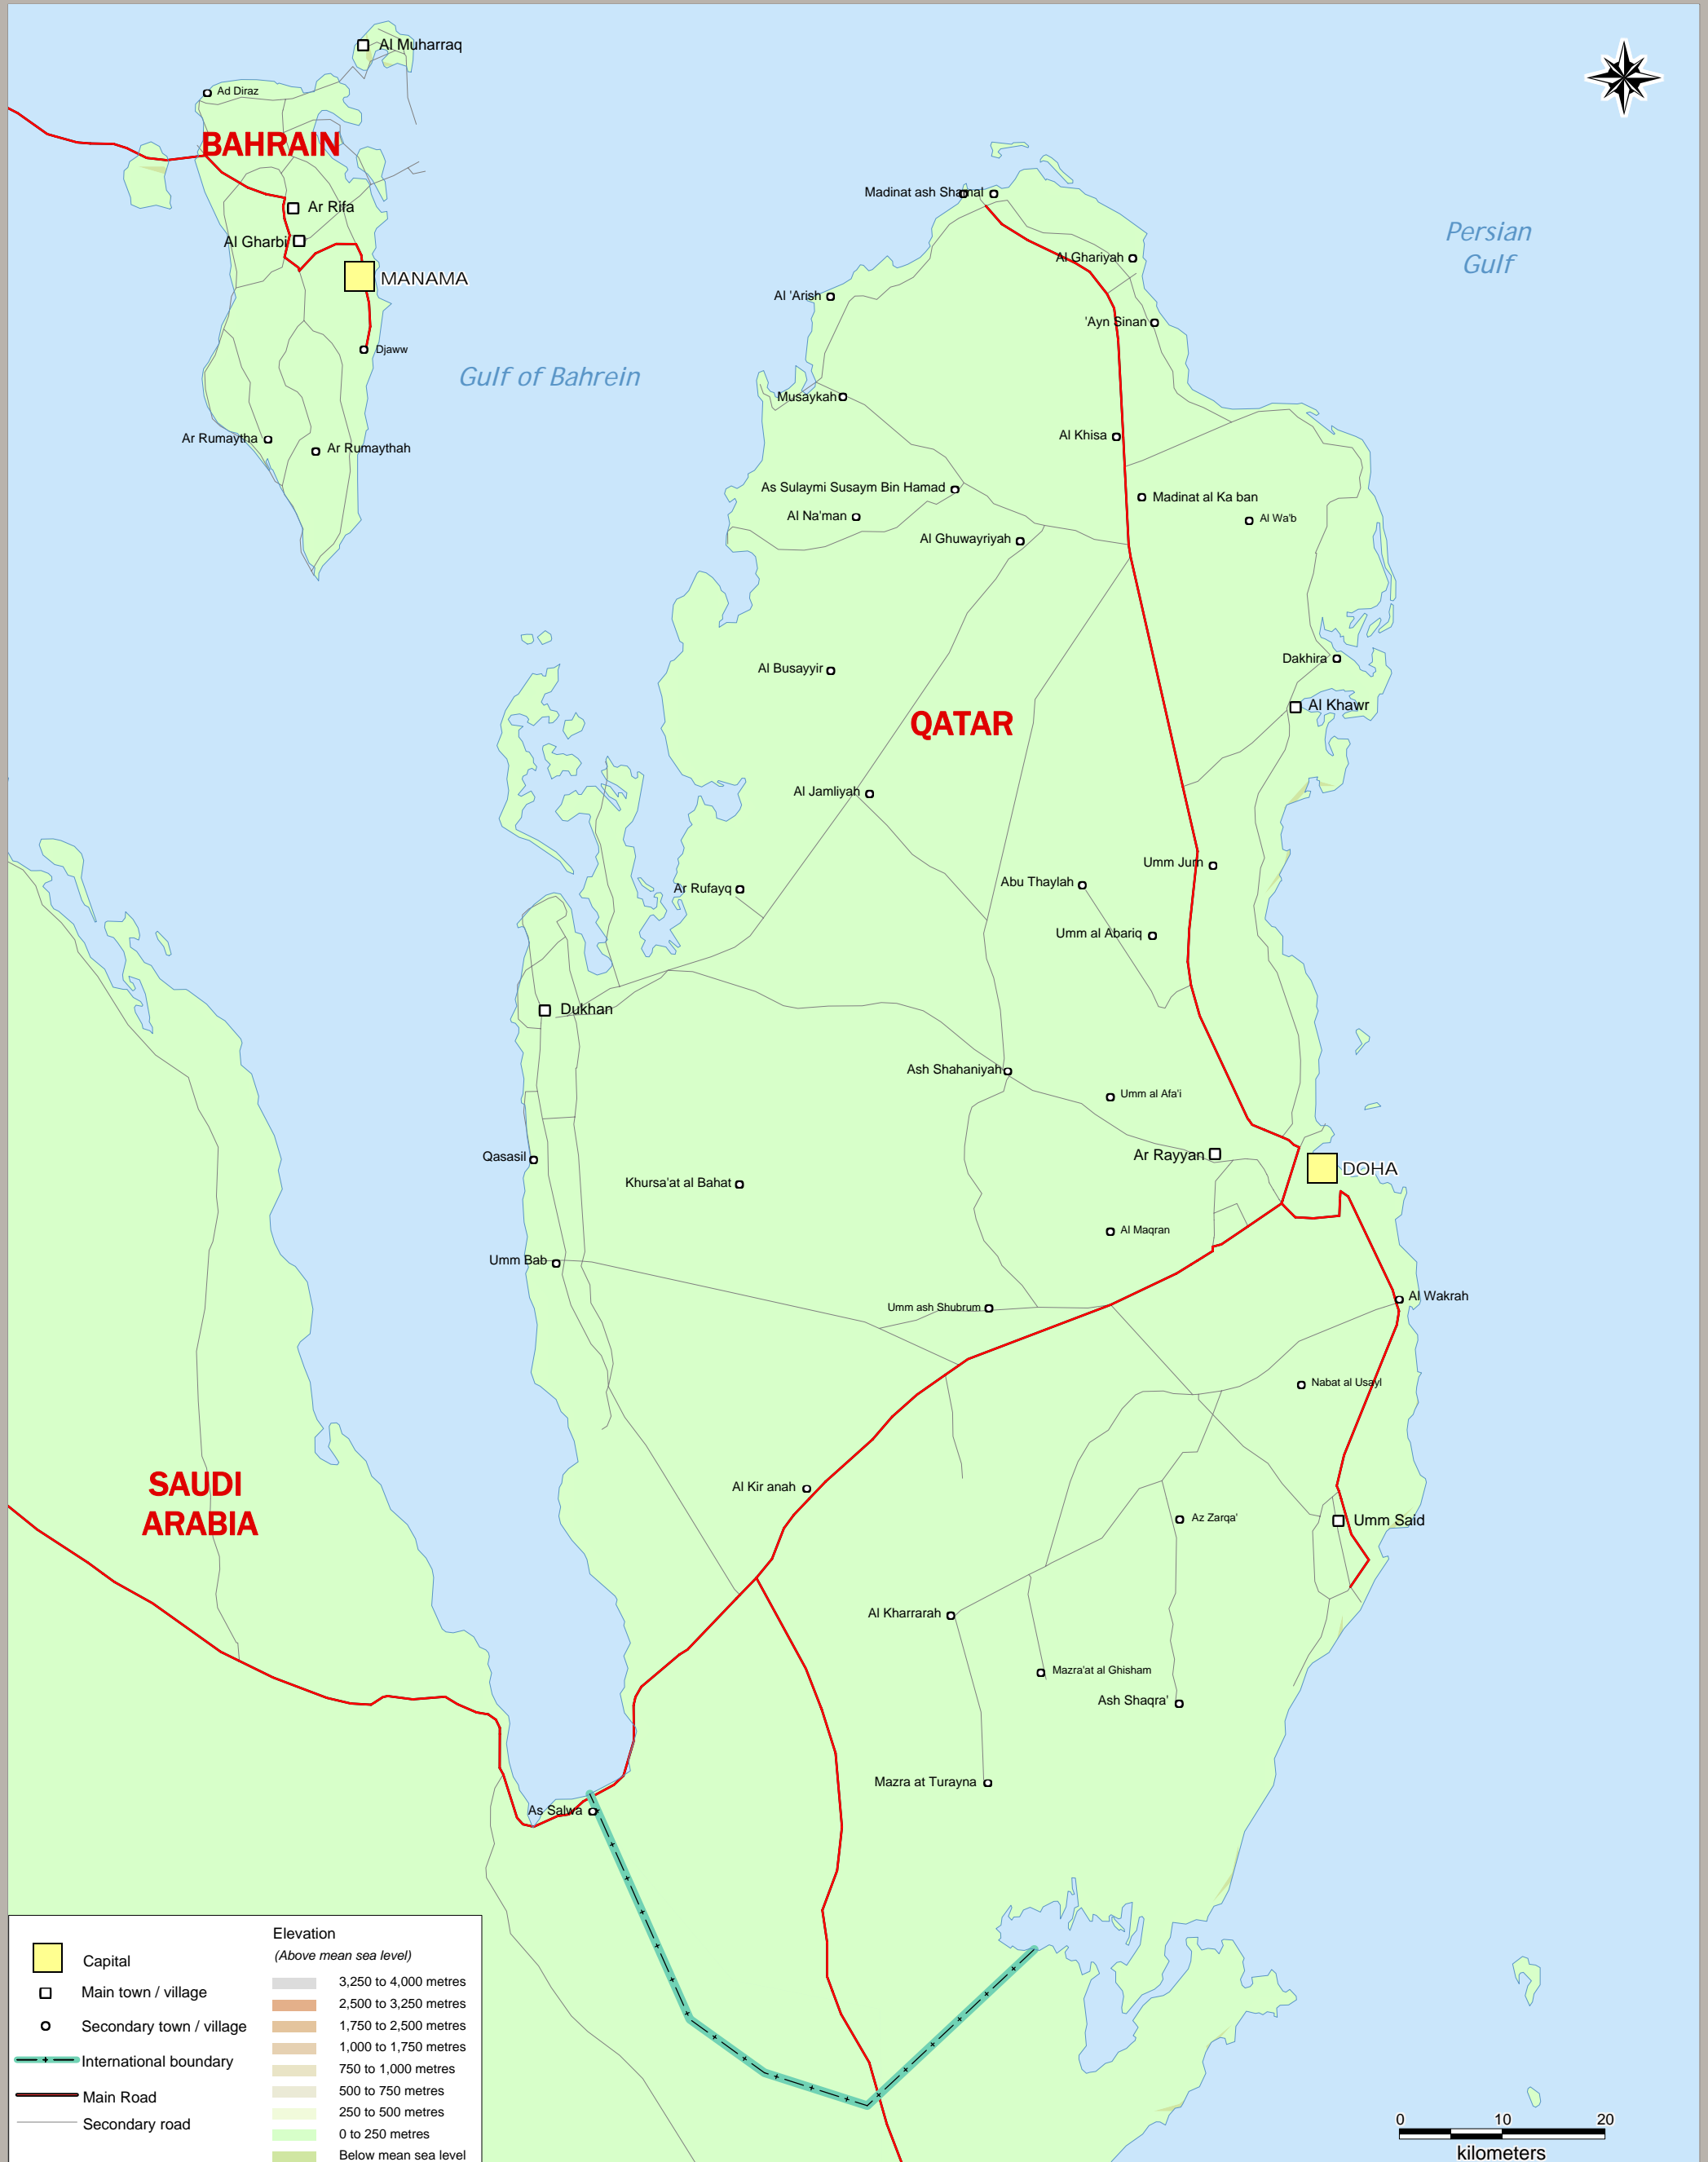 Al Muharraq
Ad Diraz
BAHRAIN
Madinat ash Shamal
Ar Rifa
Persian
Gulf
Al Gharbi
Al Ghariyah
MANAMA
Al 'Arish
'Ayn Sinan
Djaww
Gulf of Bahrein
Musaykah
Ar Rumaytha
Al Khisa
Ar Rumaythah
As Sulaymi Susaym Bin Hamad
Madinat al Ka ban
Al Na'man
Al Wa'b
Al Ghuwayriyah
Dakhira
Al Busayyir
Al Khawr
QATAR
Al Jamliyah
Umm Jurn
Abu Thaylah
Ar Rufayq
Umm al Abariq
Dukhan
Ash Shahaniyah
Umm al Afa'i
Ar Rayyan
Qasasil
DOHA
Khursa'at al Bahat
Al Maqran
Umm Bab
Al Wakrah
Umm ash Shubrum
Nabat al Usayl
SAUDI
ARABIA
Al Kir anah
Az Zarqa'
Umm Said
Al Kharrarah
Mazra'at al Ghisham
Ash Shaqra'
Mazra at Turayna
As Salwa
Capital
Main town / village
Secondary town / village
International boundary
Main Road
Secondary road
Elevation
(Above mean sea level)
3,250 to 4,000 metres
2,500 to 3,250 metres
1,750 to 2,500 metres
1,000 to 1,750 metres
750 to 1,000 metres
500 to 750 metres
250 to 500 metres
0 to 250 metres
Below mean sea level
0 10 20
kilometers